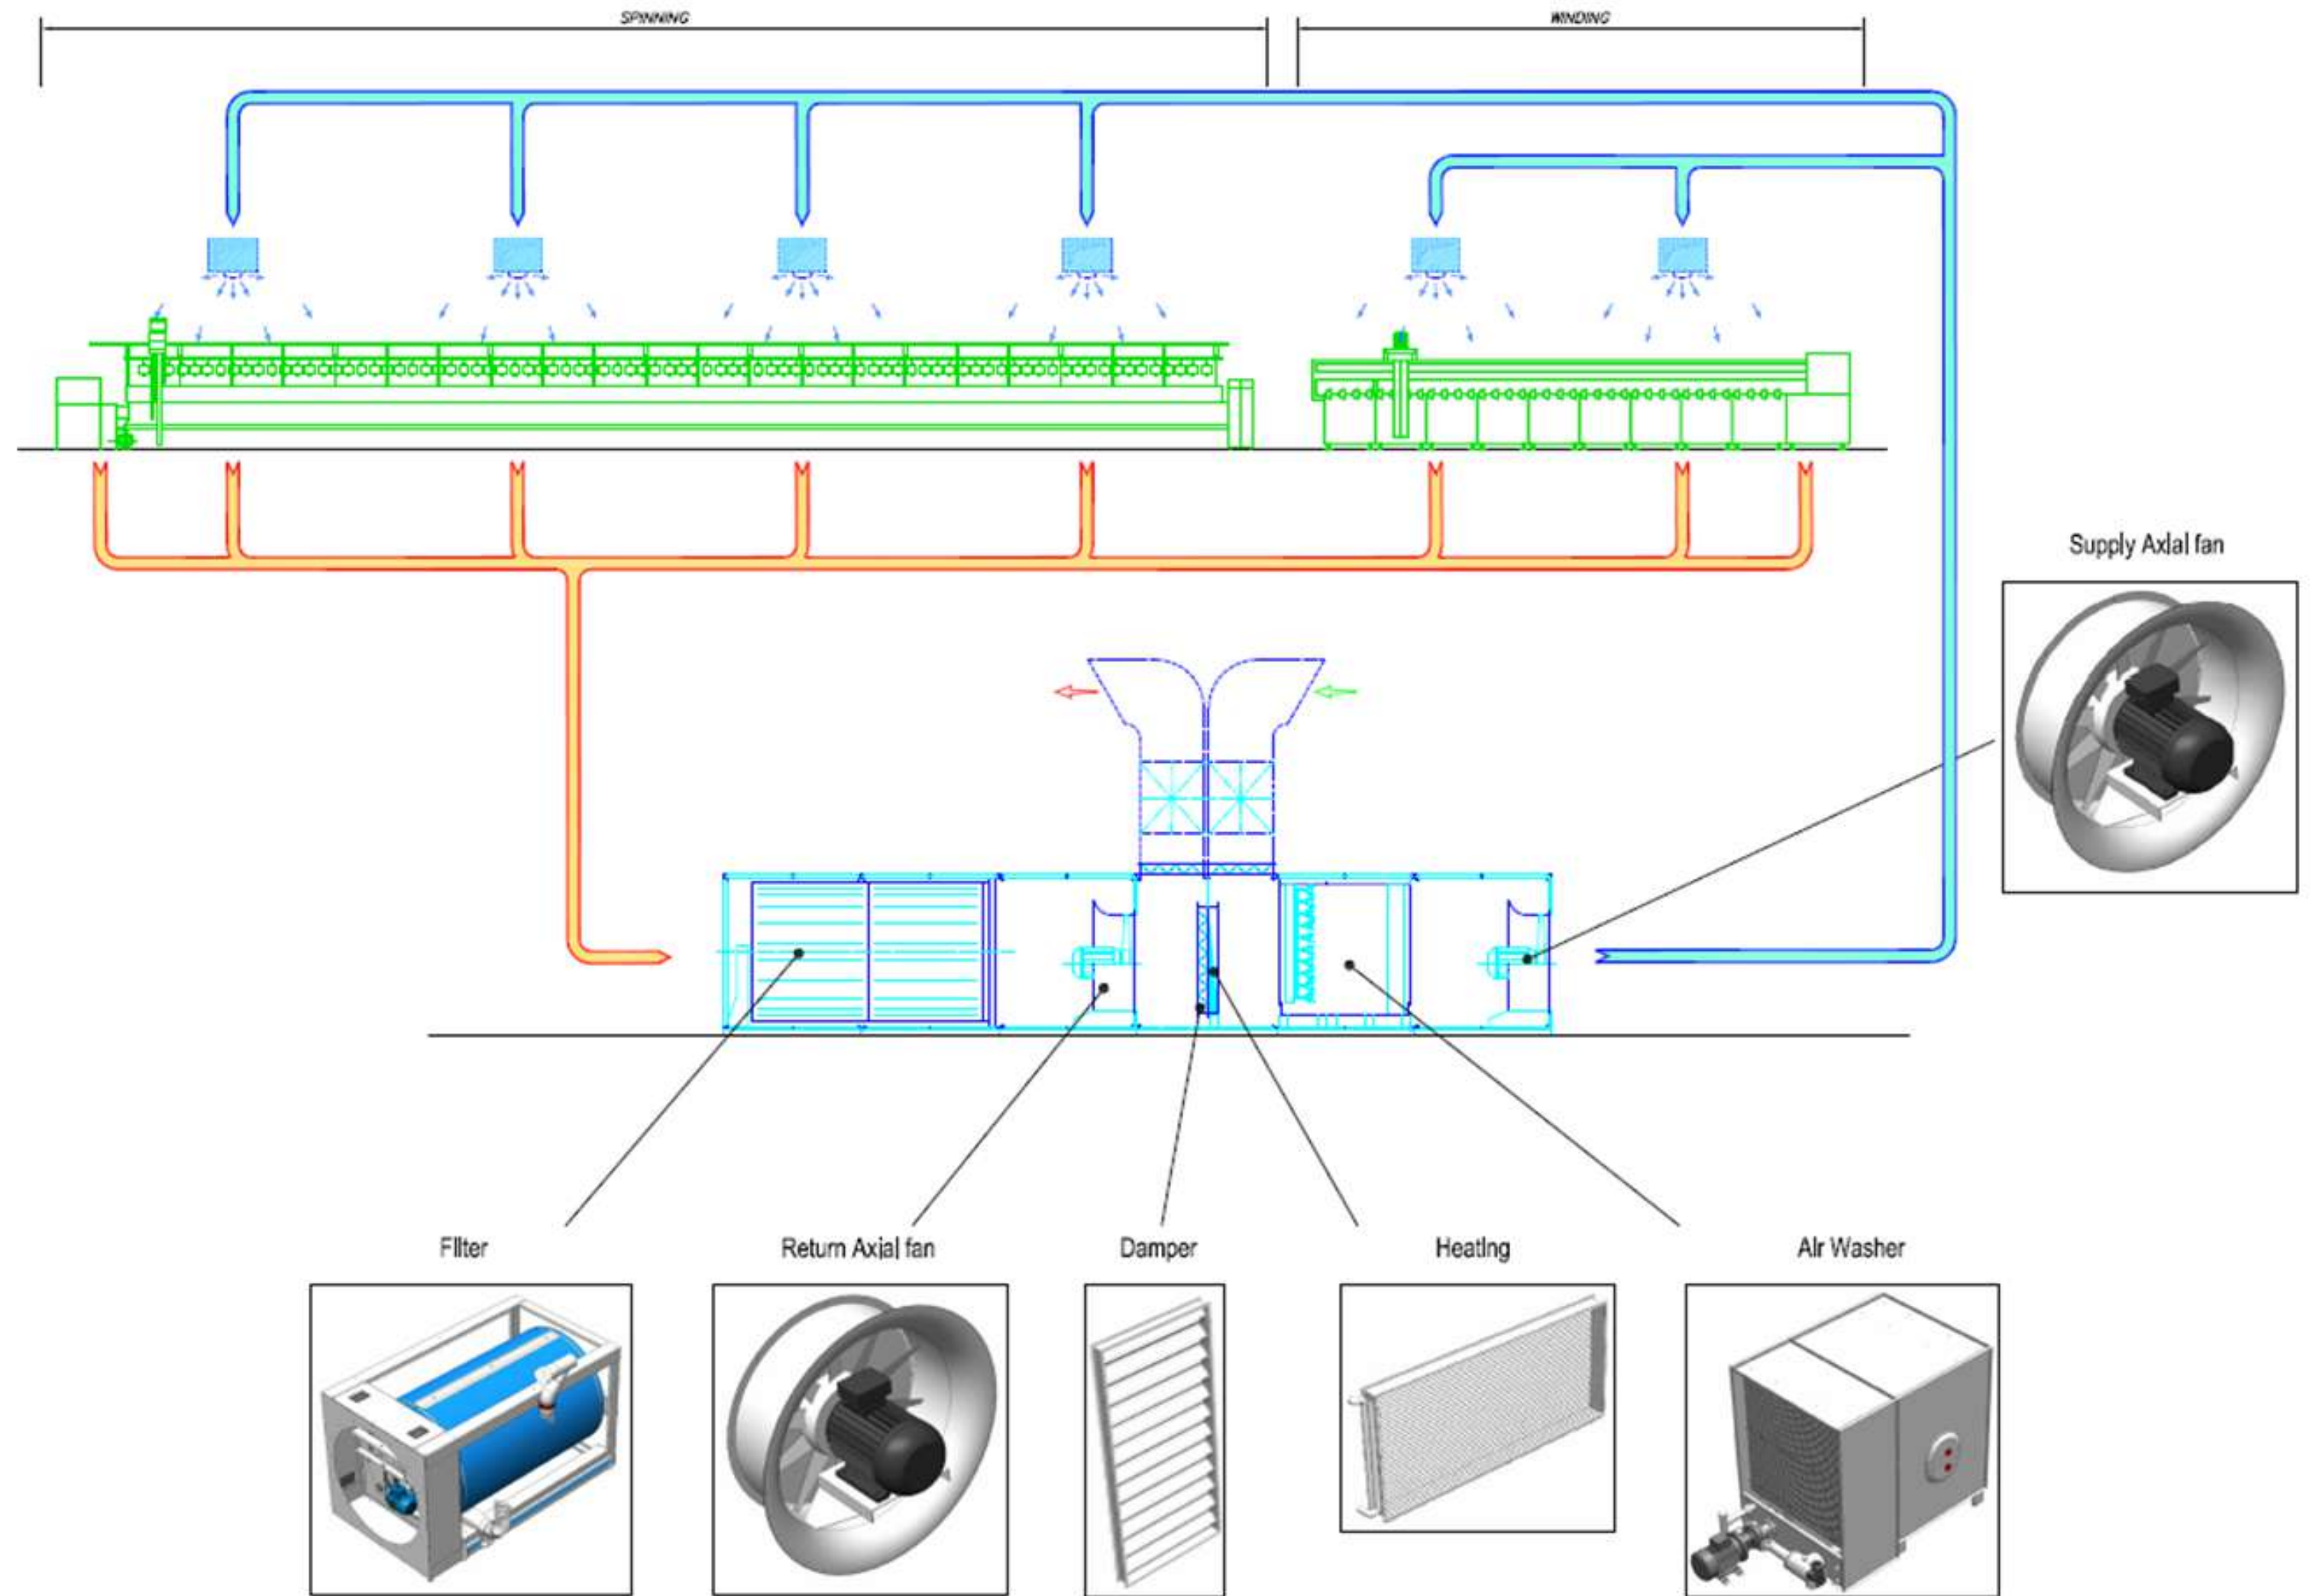 SPINNING
WINDING
Supply Axial fan
Filter
Return Axial fan
Damper
Heating
Air Washer